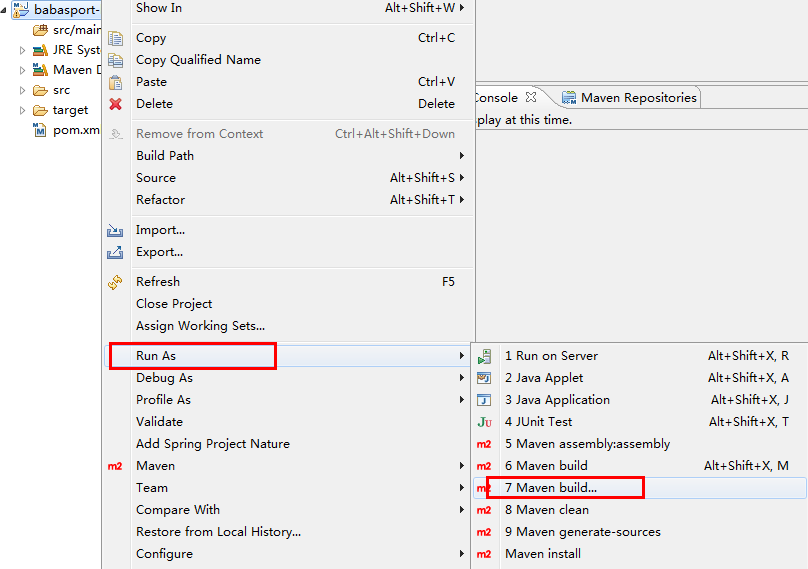 babasport-
src/main
JRE Syst
Maven D
src
target
pom.xml
Show In Alt+Shift+W
Copy Ctrl+C
Copy Qualified Name
Paste Ctrl+V
Delete Delete
Remove from Context Ctrl+Alt+Shift+Down
Build Path
Source Alt+Shift+S
Refactor Alt+Shift+T
Import...
Export...
Refresh F5
Close Project
Assign Working Sets...
Run As
Debug As
Profile As
Validate
Add Spring Project Nature
m2 Maven
Team
Compare With
Restore from Local History...
Configure
Console Maven Repositories
play at this time.
1 Run on Server Alt+Shift+X, R
2 Java Applet Alt+Shift+X, A
3 Java Application Alt+Shift+X, J
Ju 4 JUnit Test Alt+Shift+X, T
m2 5 Maven assembly:assembly
m2 6 Maven build Alt+Shift+X, M
m2 7 Maven build...
m2 8 Maven clean
m2 9 Maven generate-sources
m2 Maven install